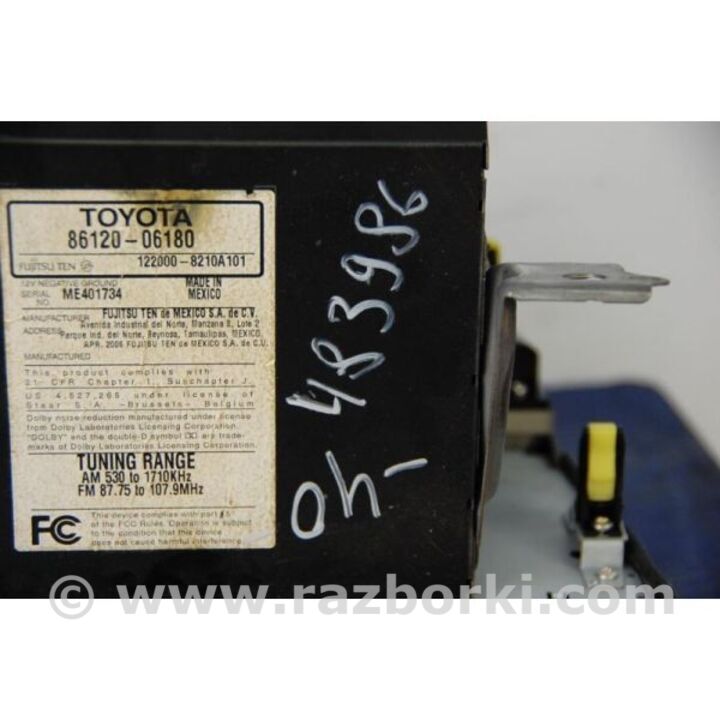 TOYOTA
86120-06180
FUJITSU TEN 122000-8210A101
12V NEGATIVE GROUND MADE IN
SERIAL NO. ME401734 MEXICO
MANUFACTURER FUJITSU TEN de MEXICO S.A. de C.V.
ADDRESS Avenida Industrial del Norte, Manzana 8, Lote 2
Parque Ind. del Norte, Reynosa, Tamaulipas, MEXICO.
APR. 2006 FUJITSU TEN de MEXICO S.A. de C.V.
MANUFACTURED
This product complies with
21 CFR Chapter I, Subchapter J.
US 4,527,265 under license of
Staar S.A. -Brussels- Belgium
Dolby noise reduction manufactured under license
from Dolby Laboratories Licensing Corporation.
"DOLBY" and the double-D symbol are trade-
marks of Dolby Laboratories Licensing Corporation.
TUNING RANGE
AM 530 to 1710KHz
FM 87.75 to 107.9MHz
FCC
This device complies with part 15
of the FCC Rules. Operation is subject
to the condition that this device
does not cause harmful interference.
483986
© www.razborki.com